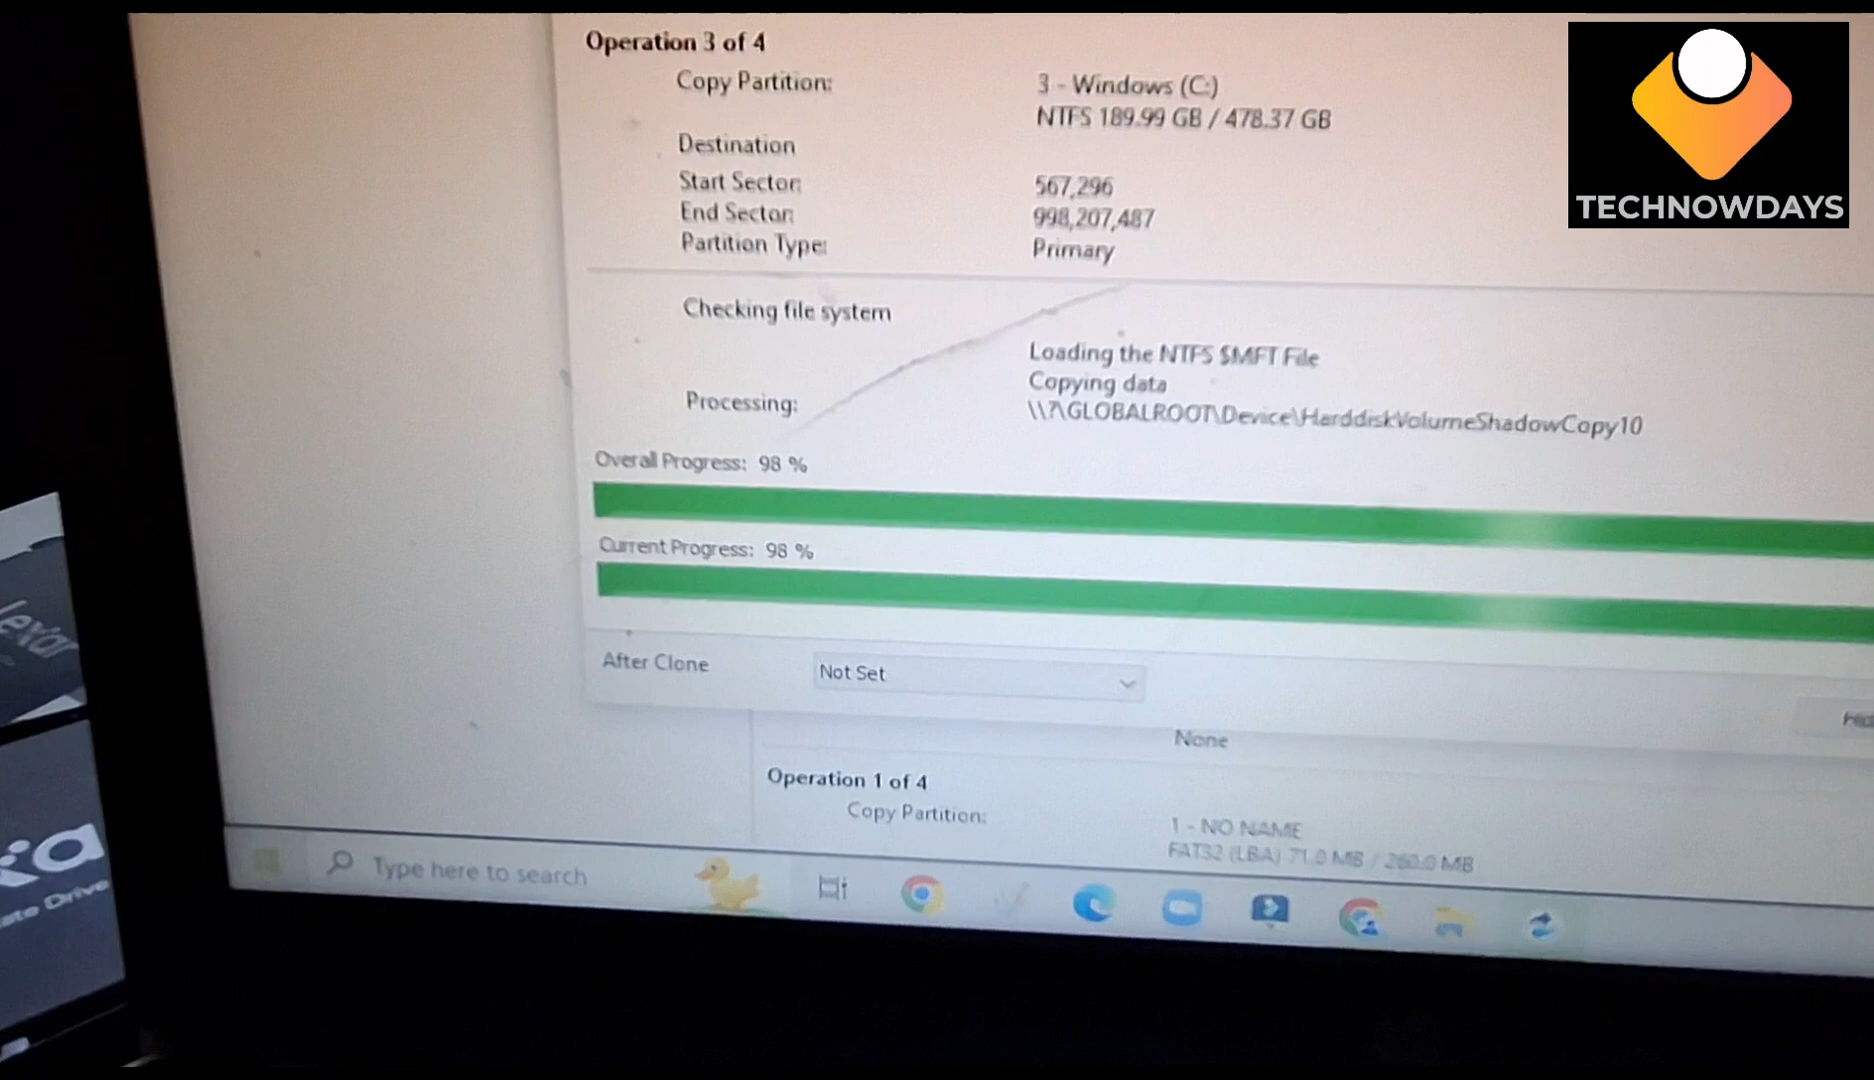 Operation 3 of 4
Copy Partition:
3 - Windows (C:)
NTFS 189.99 GB / 478.37 GB
Destination
Start Sector:
567,296
End Sector:
998,207,487
Partition Type:
Primary
Checking file system
Loading the NTFS $MFT File
Copying data
Processing:
\\?\GLOBALROOT\Device\HarddiskVolumeShadowCopy10
Overall Progress: 98 %
Current Progress: 98 %
After Clone
Not Set
None
Operation 1 of 4
Copy Partition:
1 - NO NAME
FAT32 (LBA) 71.0 MB / 260.0 MB
Type here to search
TECHNOWDAYS
lexar
Drive